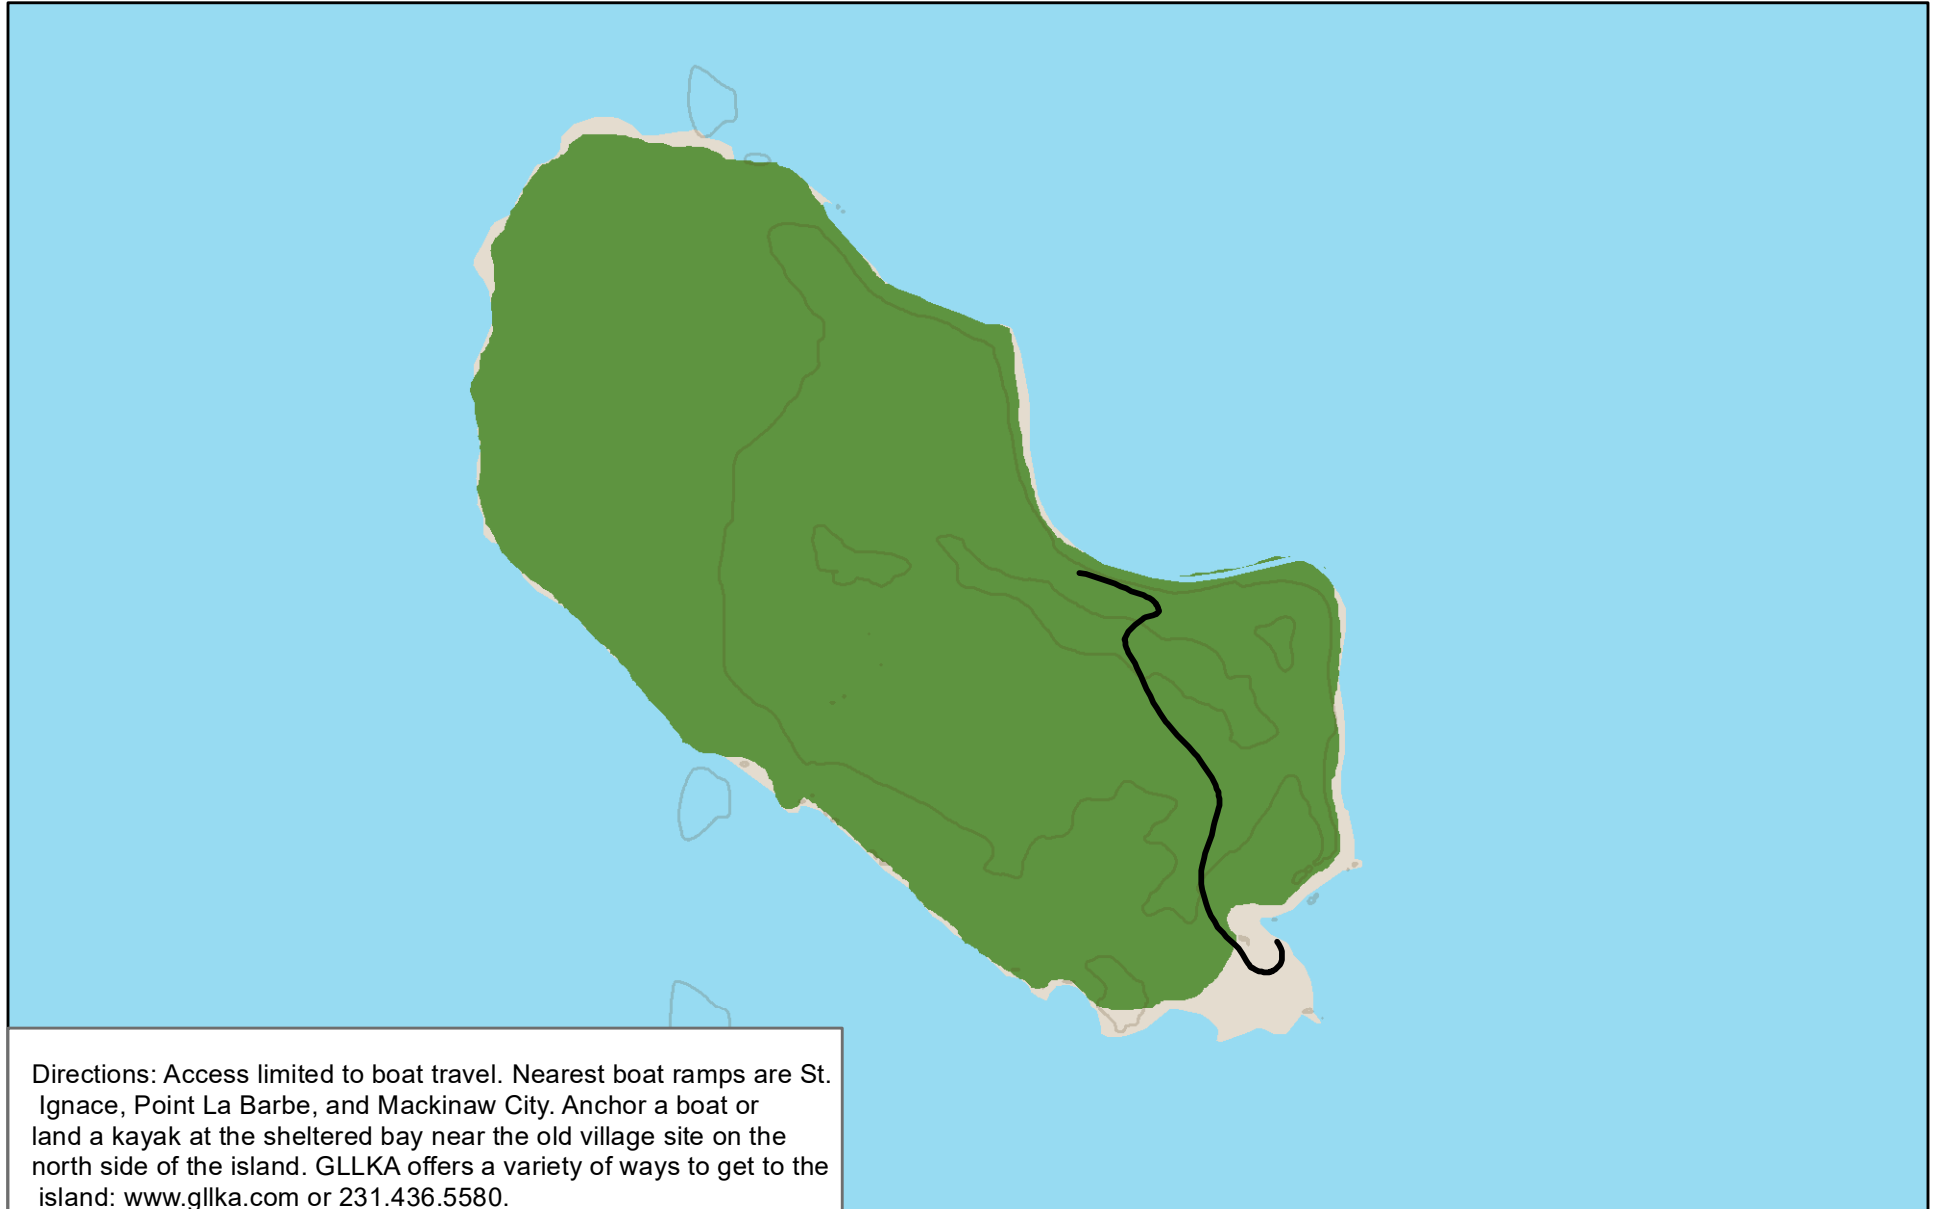 Directions: Access limited to boat travel. Nearest boat ramps are St.
Ignace, Point La Barbe, and Mackinaw City. Anchor a boat or
land a kayak at the sheltered bay near the old village site on the
north side of the island. GLLKA offers a variety of ways to get to the
island: www.gllka.com or 231.436.5580.